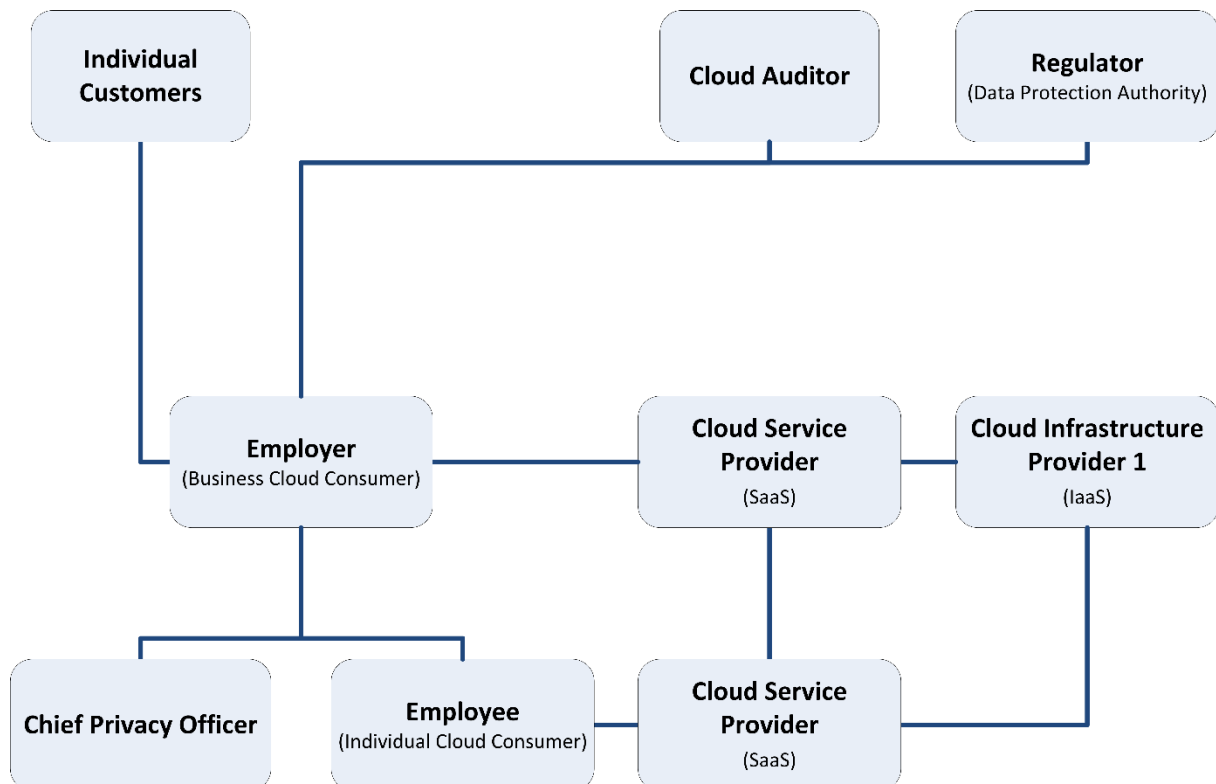 Individual
Customers
Cloud Auditor
Regulator
(Data Protection Authority)
Employer
(Business Cloud Consumer)
Cloud Service
Provider
(SaaS)
Cloud Infrastructure
Provider 1
(IaaS)
Chief Privacy Officer
Employee
(Individual Cloud Consumer)
Cloud Service
Provider
(SaaS)